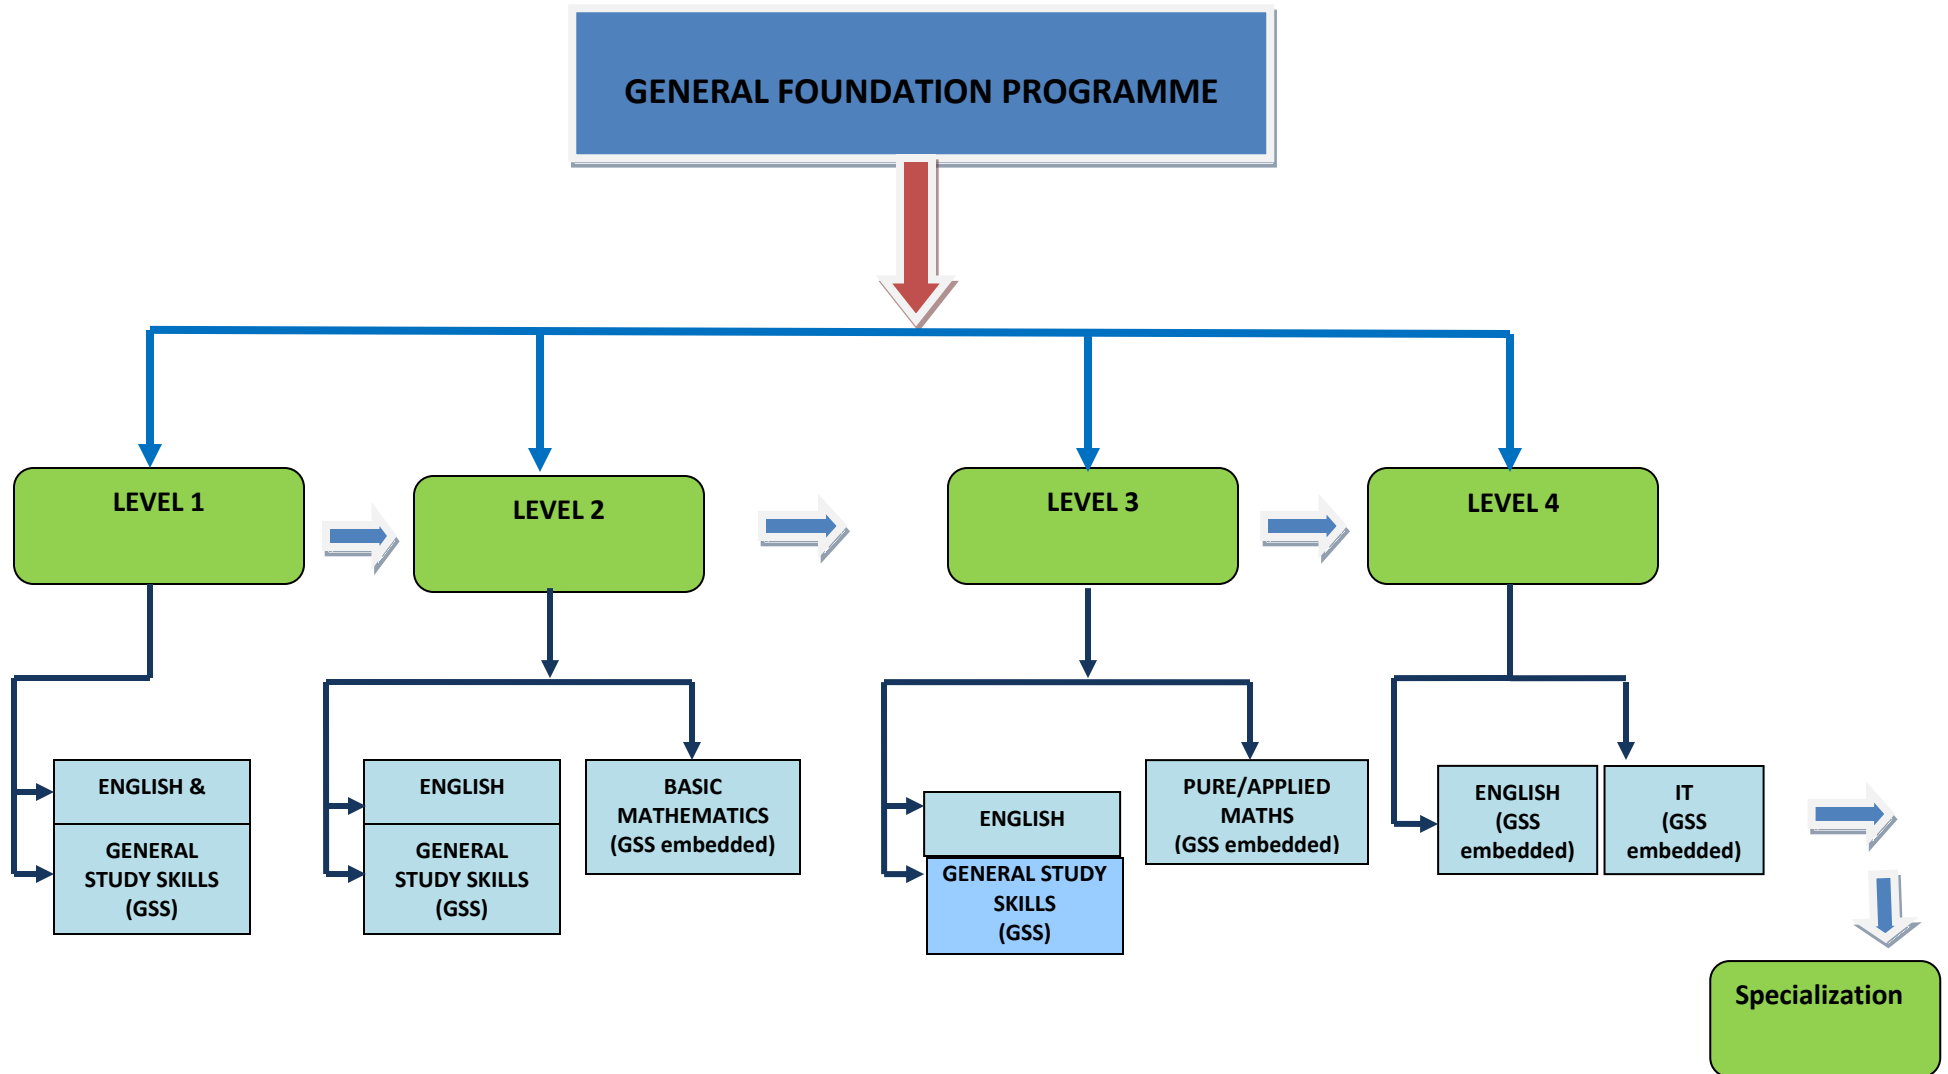 GENERAL FOUNDATION PROGRAMME
LEVEL 1
LEVEL 2
LEVEL 3
LEVEL 4
ENGLISH &
GENERAL
STUDY SKILLS
(GSS)
ENGLISH
GENERAL
STUDY SKILLS
(GSS)
BASIC
MATHEMATICS
(GSS embedded)
ENGLISH
GENERAL STUDY
SKILLS
(GSS)
PURE/APPLIED
MATHS
(GSS embedded)
ENGLISH
(GSS
embedded)
IT
(GSS
embedded)
Specialization